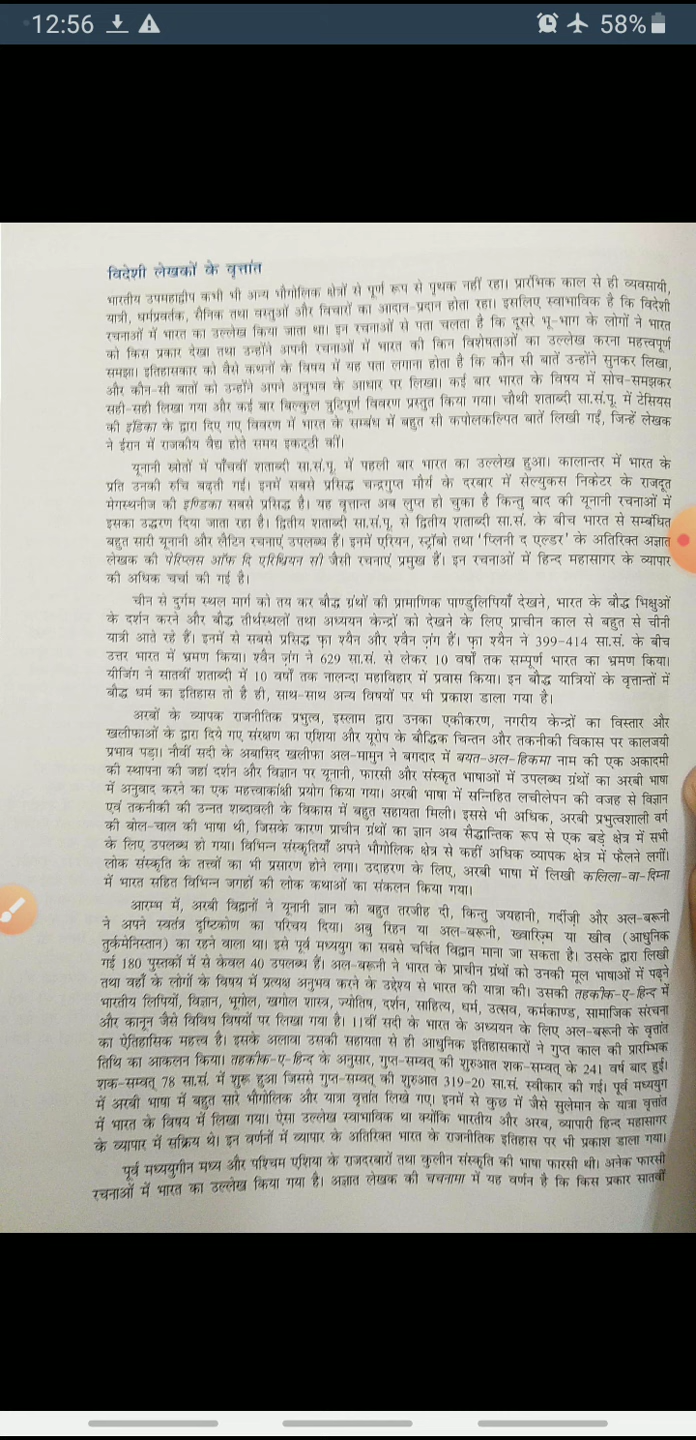 12:56
58%
विदेशी लेखकों के वृत्तांत
भारतीय उपमहाद्वीप कभी भी अन्य भौगोलिक क्षेत्रों से पूर्ण रूप से पृथक नहीं रहा। प्रारंभिक काल से ही व्यवसायी,
यात्री, धर्मप्रवर्तक, सैनिक तथा वस्तुओं और विचारों का आदान-प्रदान होता रहा। इसलिए स्वाभाविक है कि विदेशी
रचनाओं में भारत का उल्लेख किया जाता था। इन रचनाओं से पता चलता है कि दूसरे भू-भाग के लोगों ने भारत
को किस प्रकार देखा तथा उन्होंने अपनी रचनाओं में भारत की किन विशेषताओं का उल्लेख करना महत्त्वपूर्ण
समझा। इतिहासकार को वैसे कथनों के विषय में यह पता लगाना होता है कि कौन सी बातें उन्होंने सुनकर लिखा,
और कौन-सी बातों को उन्होंने अपने अनुभव के आधार पर लिखा। कई बार भारत के विषय में सोच-समझकर
सही-सही लिखा गया और कई बार बिल्कुल त्रुटिपूर्ण विवरण प्रस्तुत किया गया। चौथी शताब्दी सा.सं.पू. में टेसियस
की इंडिका के द्वारा दिए गए विवरण में भारत के सम्बंध में बहुत सी कपोलकल्पित बातें लिखी गईं, जिन्हें लेखक
ने ईरान में राजकीय वैद्य होते समय इकट्ठी कीं।
यूनानी स्रोतों में पाँचवीं शताब्दी सा.सं.पू. में पहली बार भारत का उल्लेख हुआ। कालान्तर में भारत के
प्रति उनकी रुचि बढ़ती गई। इनमें सबसे प्रसिद्ध चन्द्रगुप्त मौर्य के दरबार में सेल्युकस निकेटर के राजदूत
मेगस्थनीज की इण्डिका सबसे प्रसिद्ध है। यह वृत्तान्त अब लुप्त हो चुका है किन्तु बाद की यूनानी रचनाओं में
इसका उद्धरण दिया जाता रहा है। द्वितीय शताब्दी सा.सं.पू. से द्वितीय शताब्दी सा.सं. के बीच भारत से सम्बंधित
बहुत सारी यूनानी और लैटिन रचनाएं उपलब्ध हैं। इनमें एरियन, स्ट्रॉबो तथा 'प्लिनी द एल्डर' के अतिरिक्त अज्ञात
लेखक की पेरिप्लस ऑफ दि एरिथ्रियन सी जैसी रचनाएं प्रमुख हैं। इन रचनाओं में हिन्द महासागर के व्यापार
की अधिक चर्चा की गई है।
चीन से दुर्गम स्थल मार्ग को तय कर बौद्ध ग्रंथों की प्रामाणिक पाण्डुलिपियाँ देखने, भारत के बौद्ध भिक्षुओं
के दर्शन करने और बौद्ध तीर्थस्थलों तथा अध्ययन केन्द्रों को देखने के लिए प्राचीन काल से बहुत से चीनी
यात्री आते रहे हैं। इनमें से सबसे प्रसिद्ध फ़ा श्यैन और श्वैन ज़ंग हैं। फ़ा श्यैन ने 399-414 सा.सं. के बीच
उत्तर भारत में भ्रमण किया। श्वैन ज़ंग ने 629 सा.सं. से लेकर 10 वर्षों तक सम्पूर्ण भारत का भ्रमण किया।
यीजिंग ने सातवीं शताब्दी में 10 वर्षों तक नालन्दा महाविहार में प्रवास किया। इन बौद्ध यात्रियों के वृत्तान्तों में
बौद्ध धर्म का इतिहास तो है ही, साथ-साथ अन्य विषयों पर भी प्रकाश डाला गया है।
अरबों के व्यापक राजनीतिक प्रभुत्व, इस्लाम द्वारा उनका एकीकरण, नगरीय केन्द्रों का विस्तार और
खलीफाओं के द्वारा दिये गए संरक्षण का एशिया और यूरोप के बौद्धिक चिन्तन और तकनीकी विकास पर कालजयी
प्रभाव पड़ा। नौवीं सदी के अबासिद खलीफा अल-मामुन ने बगदाद में बयत-अल-हिकमा नाम की एक अकादमी
की स्थापना की जहां दर्शन और विज्ञान पर यूनानी, फारसी और संस्कृत भाषाओं में उपलब्ध ग्रंथों का अरबी भाषा
में अनुवाद करने का एक महत्त्वाकांक्षी प्रयोग किया गया। अरबी भाषा में सन्निहित लचीलेपन की वजह से विज्ञान
एवं तकनीकी की उन्नत शब्दावली के विकास में बहुत सहायता मिली। इससे भी अधिक, अरबी प्रभुत्वशाली वर्ग
की बोल-चाल की भाषा थी, जिसके कारण प्राचीन ग्रंथों का ज्ञान अब सैद्धान्तिक रूप से एक बड़े क्षेत्र में सभी
के लिए उपलब्ध हो गया। विभिन्न संस्कृतियाँ अपने भौगोलिक क्षेत्र से कहीं अधिक व्यापक क्षेत्र में फैलने लगीं।
लोक संस्कृति के तत्त्वों का भी प्रसारण होने लगा। उदाहरण के लिए, अरबी भाषा में लिखी कलिला-वा-दिम्ना
में भारत सहित विभिन्न जगहों की लोक कथाओं का संकलन किया गया।
आरम्भ में, अरबी विद्वानों ने यूनानी ज्ञान को बहुत तरजीह दी, किन्तु जयहानी, गर्दीज़ी और अल-बरूनी
ने अपने स्वतंत्र दृष्टिकोण का परिचय दिया। अबु रिहन या अल-बरूनी, ख्वारिज़्म या खीव (आधुनिक
तुर्कमेनिस्तान) का रहने वाला था। इसे पूर्व मध्ययुग का सबसे चर्चित विद्वान माना जा सकता है। उसके द्वारा लिखी
गई 180 पुस्तकों में से केवल 40 उपलब्ध हैं। अल-बरूनी ने भारत के प्राचीन ग्रंथों को उनकी मूल भाषाओं में पढ़ने
तथा वहाँ के लोगों के विषय में प्रत्यक्ष अनुभव करने के उद्देश्य से भारत की यात्रा की। उसकी तहकीक-ए-हिन्द में
भारतीय लिपियों, विज्ञान, भूगोल, खगोल शास्त्र, ज्योतिष, दर्शन, साहित्य, धर्म, उत्सव, कर्मकाण्ड, सामाजिक संरचना
और कानून जैसे विविध विषयों पर लिखा गया है। 11वीं सदी के भारत के अध्ययन के लिए अल-बरूनी के वृत्तांत
का ऐतिहासिक महत्त्व है। इसके अलावा उसकी सहायता से ही आधुनिक इतिहासकारों ने गुप्त काल की प्रारम्भिक
तिथि का आकलन किया। तहकीक-ए-हिन्द के अनुसार, गुप्त-सम्वत् की शुरुआत शक-सम्वत् के 241 वर्ष बाद हुई।
शक-सम्वत् 78 सा.सं. में शुरू हुआ जिससे गुप्त-सम्वत् की शुरुआत 319-20 सा.सं. स्वीकार की गई। पूर्व मध्ययुग
में अरबी भाषा में बहुत सारे भौगोलिक और यात्रा वृत्तांत लिखे गए। इनमें से कुछ में जैसे सुलेमान के यात्रा वृत्तांत
में भारत के विषय में लिखा गया। ऐसा उल्लेख स्वाभाविक था क्योंकि भारतीय और अरब, व्यापारी हिन्द महासागर
के व्यापार में सक्रिय थे। इन वर्णनों में व्यापार के अतिरिक्त भारत के राजनीतिक इतिहास पर भी प्रकाश डाला गया।
पूर्व मध्ययुगीन मध्य और पश्चिम एशिया के राजदरबारों तथा कुलीन संस्कृति की भाषा फारसी थी। अनेक फारसी
रचनाओं में भारत का उल्लेख किया गया है। अज्ञात लेखक की चचनामा में यह वर्णन है कि किस प्रकार सातवीं